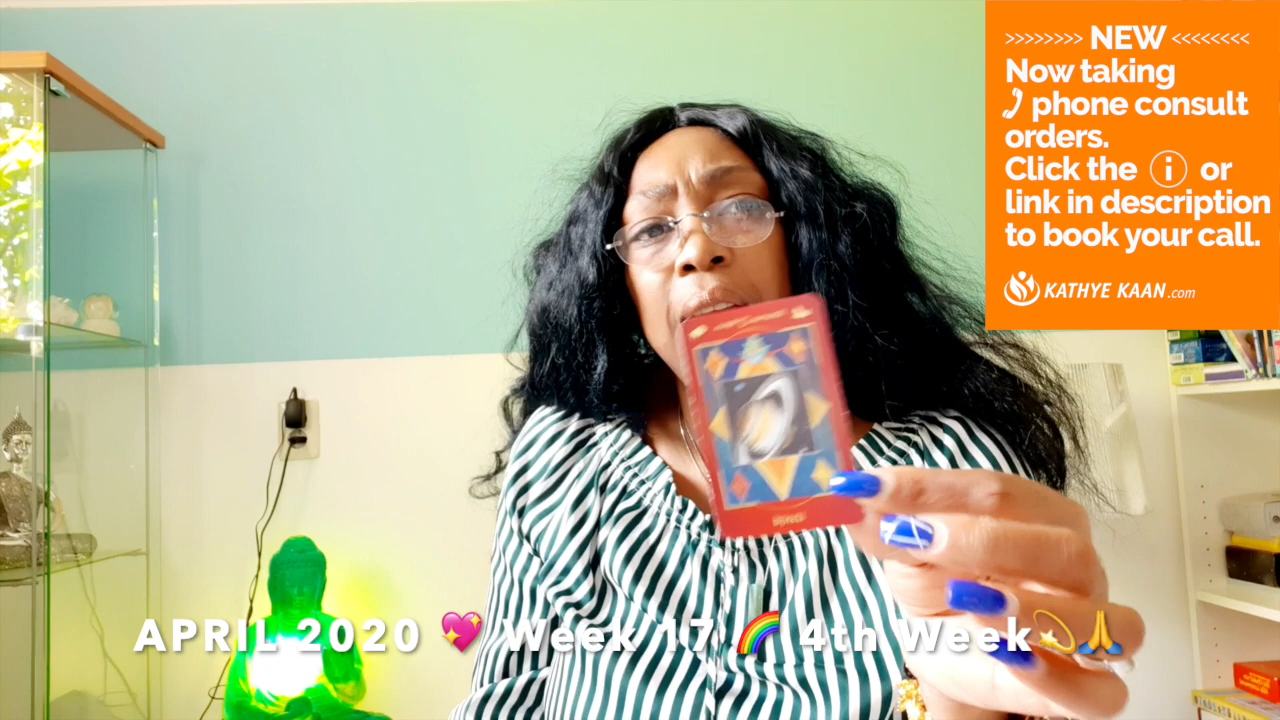 >>>>>>>> NEW <<<<<<<<
Now taking
phone consult
orders.
Click the ⓘ or
link in description
to book your call.
KATHYE KAAN.com
APRIL 2020 💖 Week 17 🌈 4th Week💫🙏